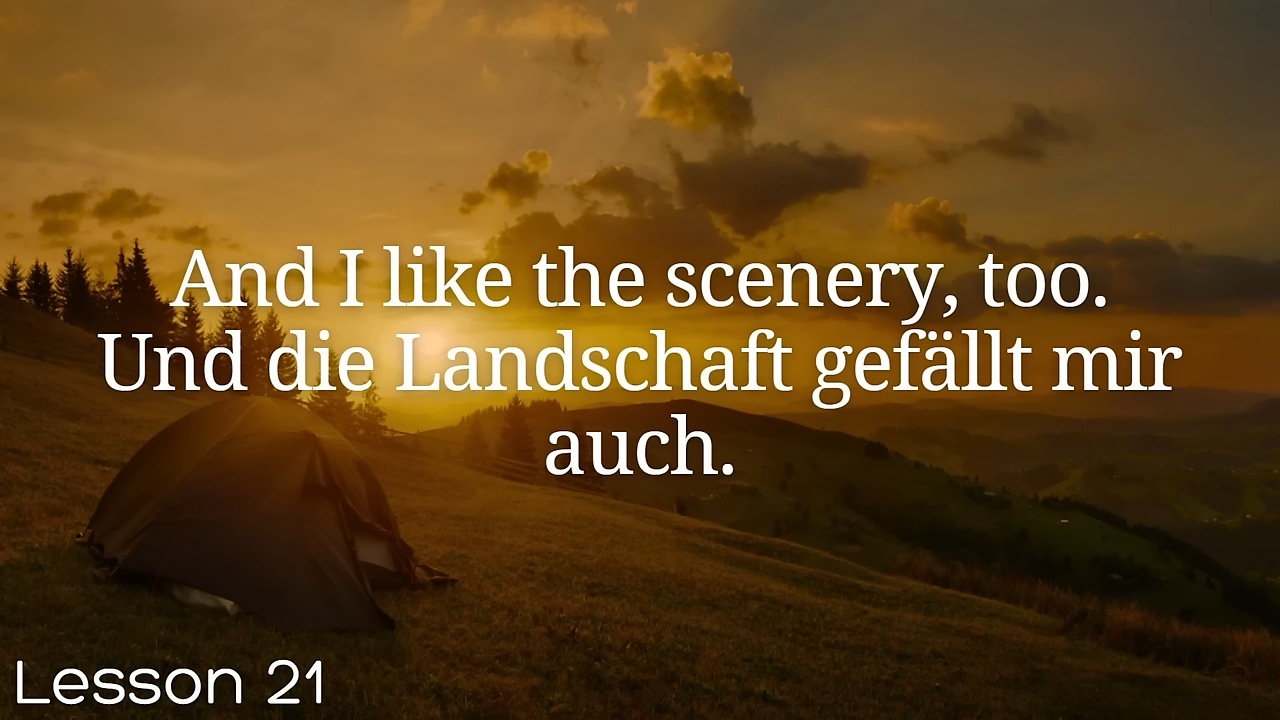 And I like the scenery, too.
Und die Landschaft gefällt mir
auch.
Lesson 21